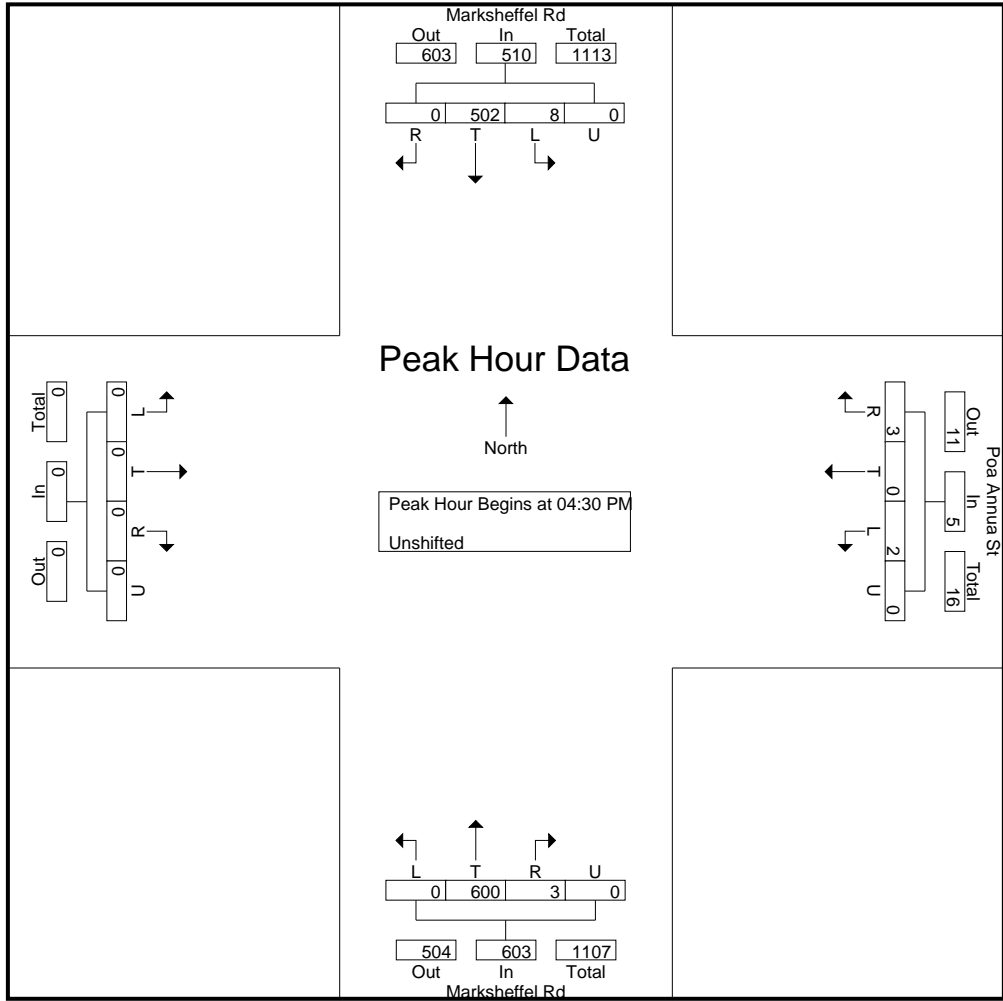 Marksheffel Rd
Out In Total
603 510 1113
0 502 8 0
R T L U
Peak Hour Data
North
Peak Hour Begins at 04:30 PM
Unshifted
Total In Out
0 0 0
0 0 0 0
L T R U
R T L U
3 0 2 0
Out In Total
11 5 16
Poa Annua St
L T R U
0 600 3 0
504 603 1107
Out In Total
Marksheffel Rd